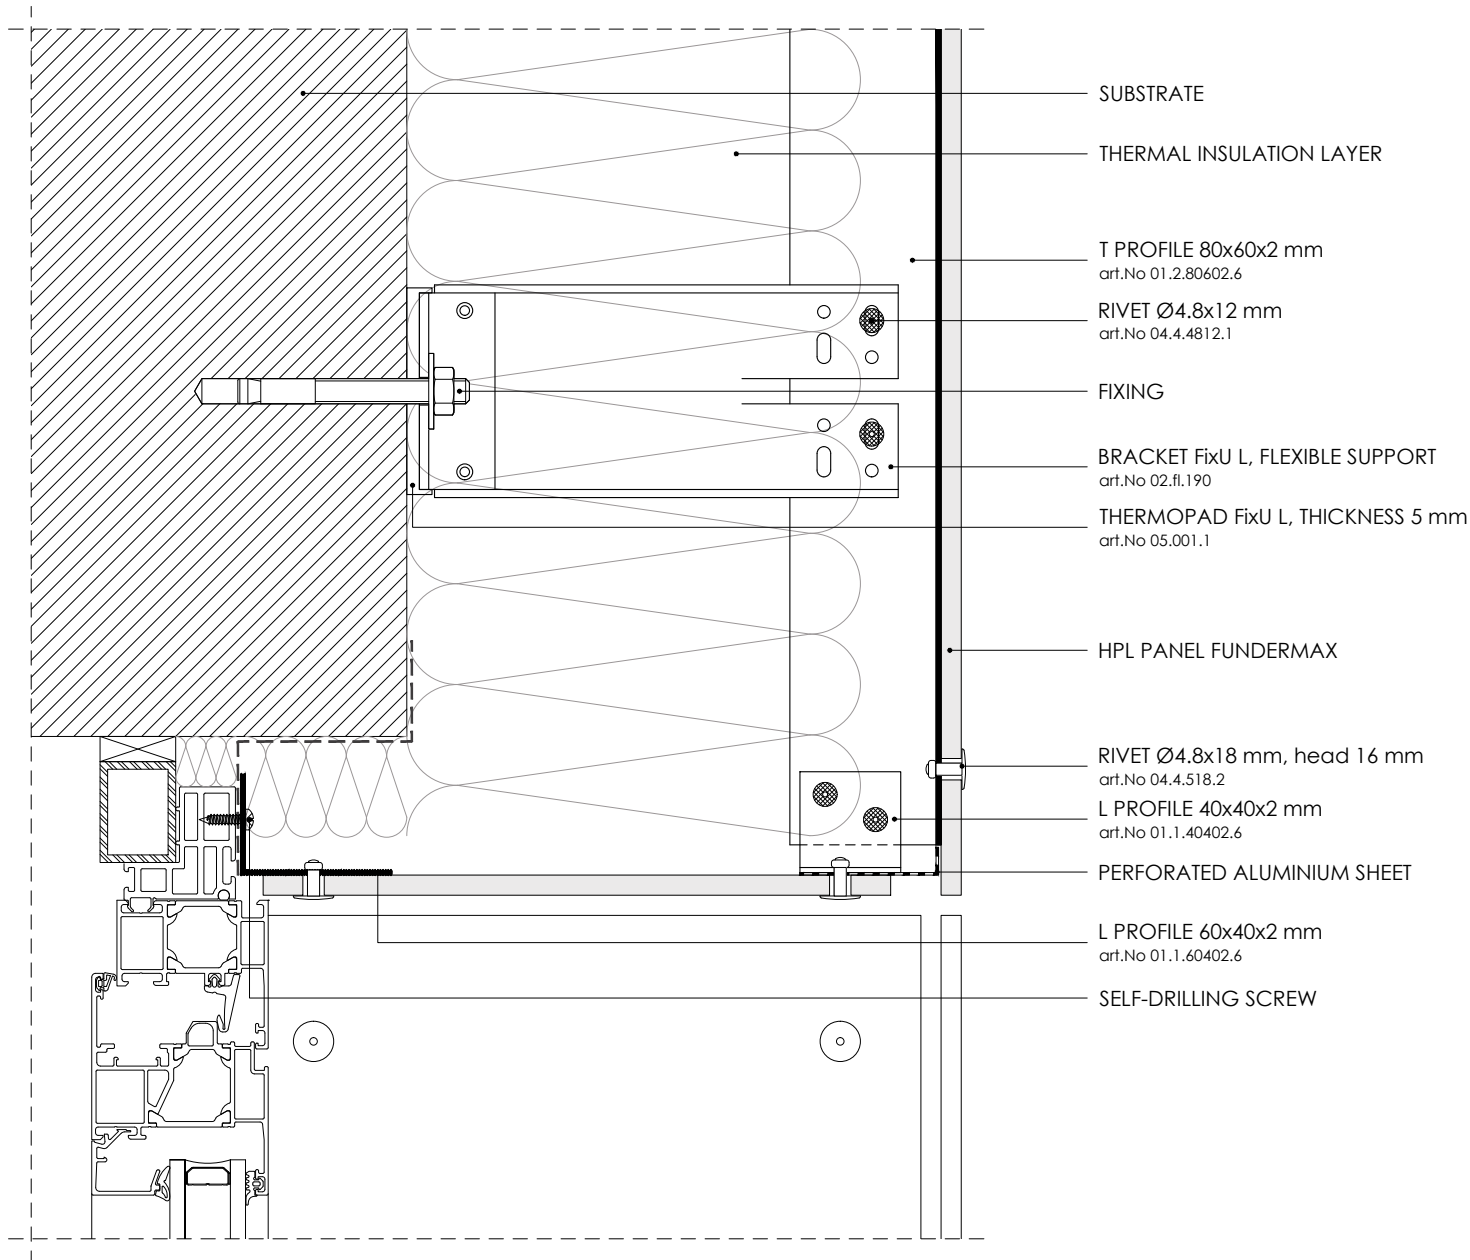 SUBSTRATE
THERMAL INSULATION LAYER
T PROFILE 80x60x2 mm
art.No 01.2.80602.6
RIVET Ø4.8x12 mm
art.No 04.4.4812.1
FIXING
BRACKET FixU L, FLEXIBLE SUPPORT
art.No 02.fl.190
THERMOPAD FixU L, THICKNESS 5 mm
art.No 05.001.1
HPL PANEL FUNDERMAX
RIVET Ø4.8x18 mm, head 16 mm
art.No 04.4.518.2
L PROFILE 40x40x2 mm
art.No 01.1.40402.6
PERFORATED ALUMINIUM SHEET
L PROFILE 60x40x2 mm
art.No 01.1.60402.6
SELF-DRILLING SCREW